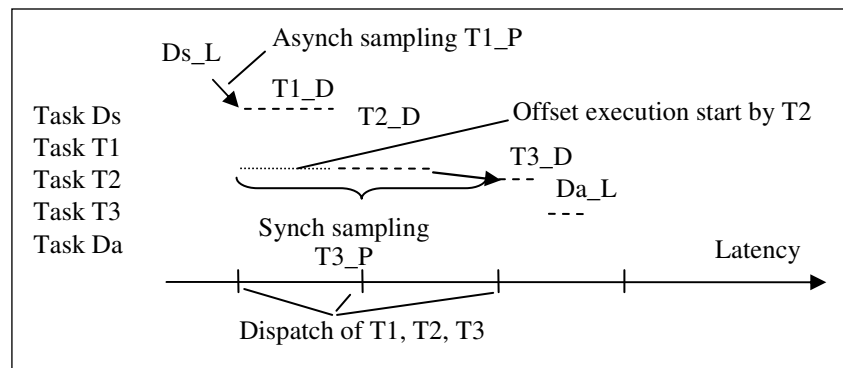 Asynch sampling T1_P
Ds_L
T1_D
Task Ds
T2_D
Offset execution start by T2
Task T1
T3_D
Task T2
Da_L
Task T3
Synch sampling
Task Da
T3_P
Latency
Dispatch of T1, T2, T3